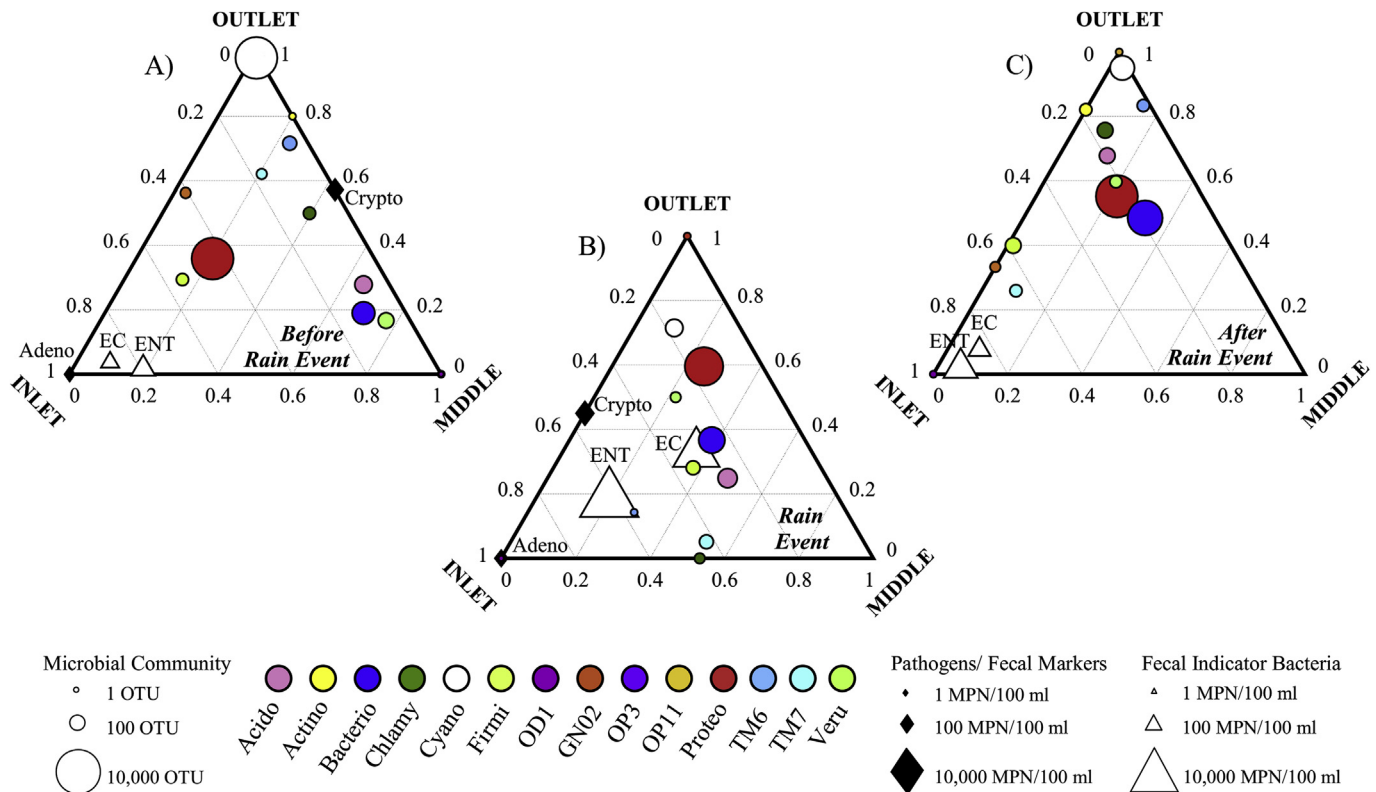 OUTLET
A)
0 1
0.2 0.8
0.4 0.6
Crypto
0.6 0.4
0.8 0.2
Before
Rain Event
EC ENT
Adeno
1 0
0 0.2 0.4 0.6 0.8 1
INLET MIDDLE
OUTLET
B)
0 1
0.2 0.8
0.4 0.6
Crypto
0.6 0.4
EC
ENT
0.8 0.2
Rain
Event
Adeno
1 0
0 0.2 0.4 0.6 0.8 1
INLET MIDDLE
OUTLET
C)
0 1
0.2 0.8
0.4 0.6
0.6 0.4
0.8 0.2
EC
ENT
After
Rain Event
1 0
0 0.2 0.4 0.6 0.8 1
INLET MIDDLE
Microbial Community
1 OTU
100 OTU
10,000 OTU
Acido
Actino
Bacterio
Chlamy
Cyano
Firmi
OD1
GN02
OP3
OP11
Proteo
TM6
TM7
Veru
Pathogens/ Fecal Markers
1 MPN/100 ml
100 MPN/100 ml
10,000 MPN/100 ml
Fecal Indicator Bacteria
1 MPN/100 ml
100 MPN/100 ml
10,000 MPN/100 ml